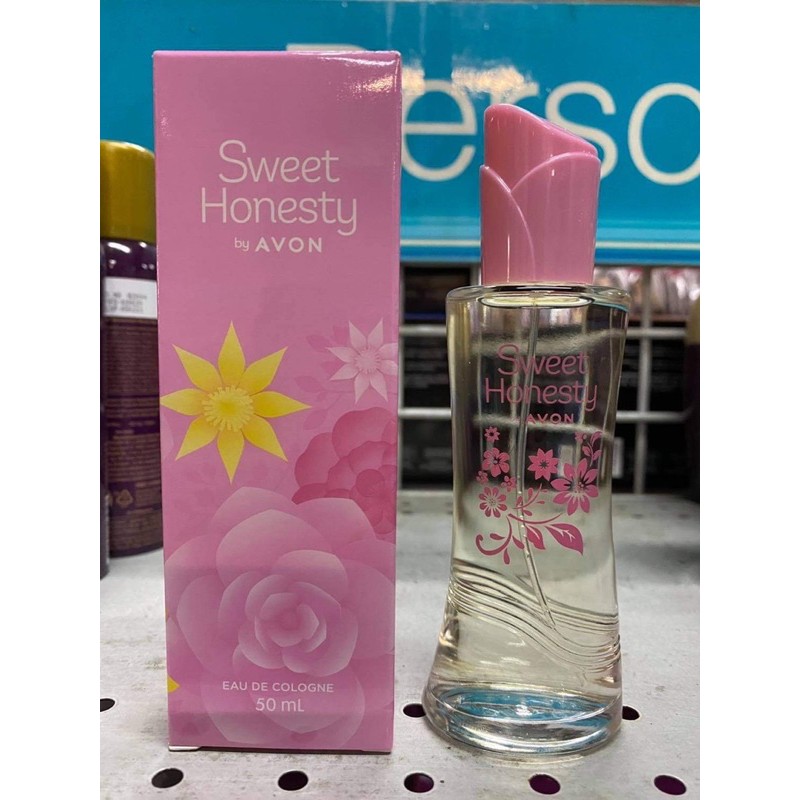 Perso
Sweet
Honesty
by AVON
EAU DE COLOGNE
50 mL
Sweet
Honesty
AVON